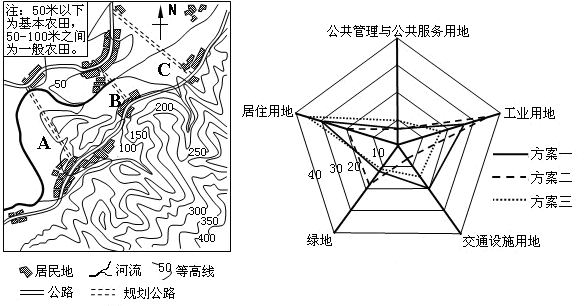 注：50米以下
为基本农田，
50-100米之间
为一般农田。
N
C
50
B
A
200
150
100
250
300
350
400
居民地 河流 50 等高线
公路 规划公路
公共管理与公共服务用地
居住用地
工业用地
10
20
30
40
绿地
交通设施用地
方案一
方案二
方案三